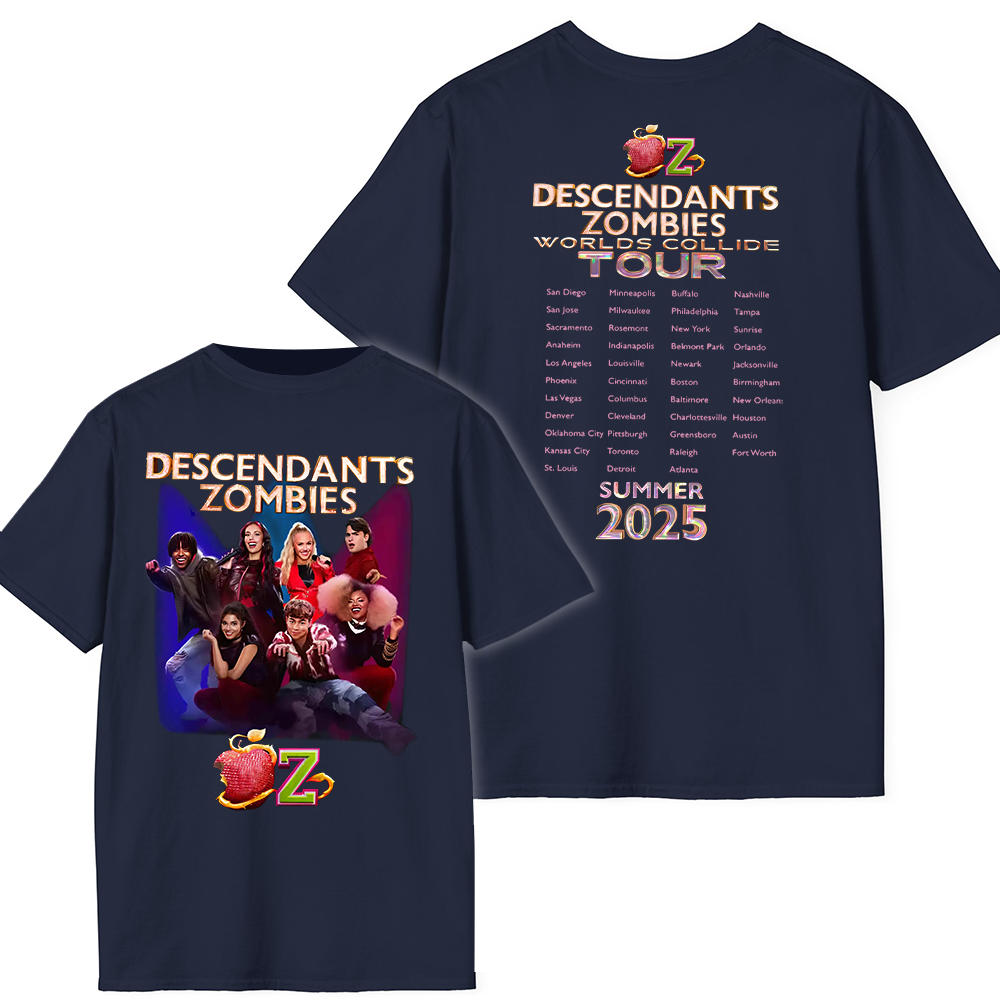 DESCENDANTS
ZOMBIES
Z
Z
DESCENDANTS
ZOMBIES
WORLDS COLLIDE
TOUR
San Diego Minneapolis Buffalo Nashville
San Jose Milwaukee Philadelphia Tampa
Sacramento Rosemont New York Sunrise
Anaheim Indianapolis Belmont Park Orlando
Los Angeles Louisville Newark Jacksonville
Phoenix Cincinnati Boston Birmingham
Las Vegas Columbus Baltimore New Orleans
Denver Cleveland Charlottesville Houston
Oklahoma City Pittsburgh Greensboro Austin
Kansas City Toronto Raleigh Fort Worth
St. Louis Detroit Atlanta
SUMMER
2025